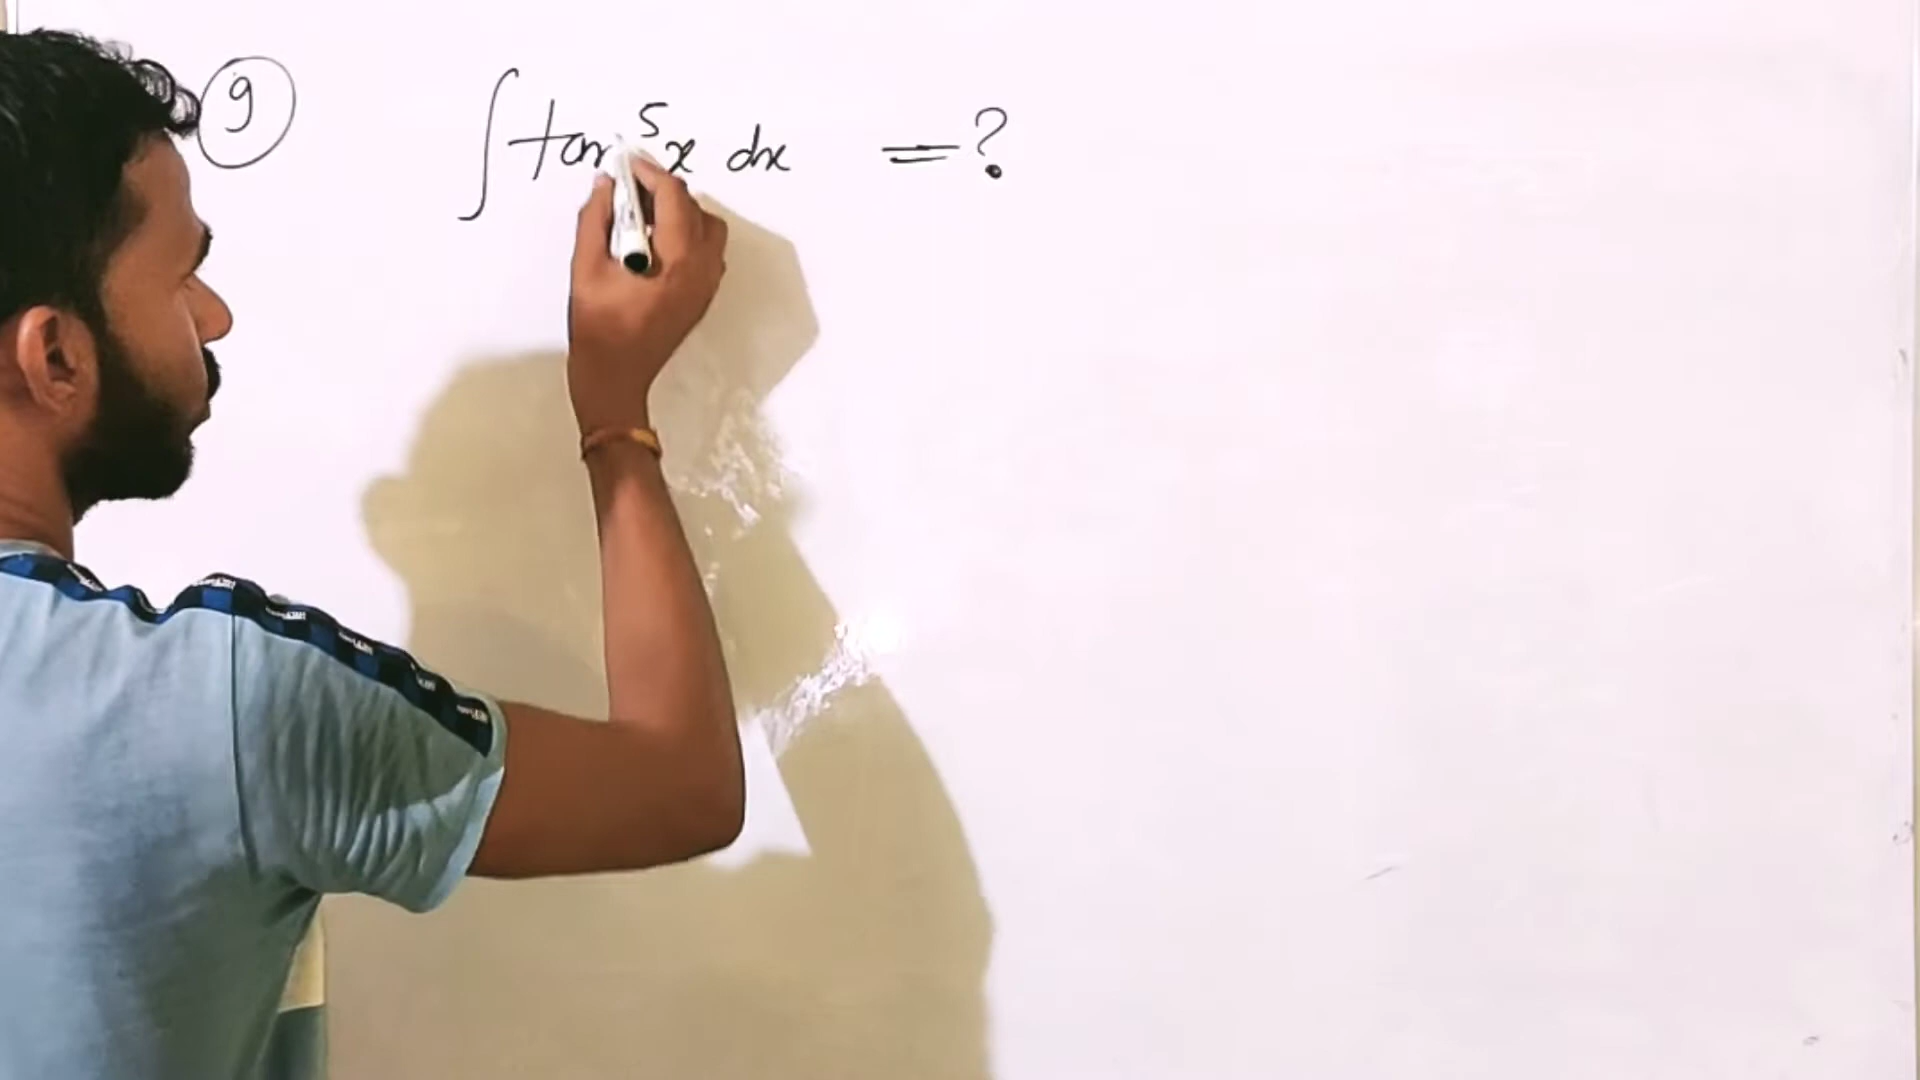 9 ∫ tan⁵x dx = ?